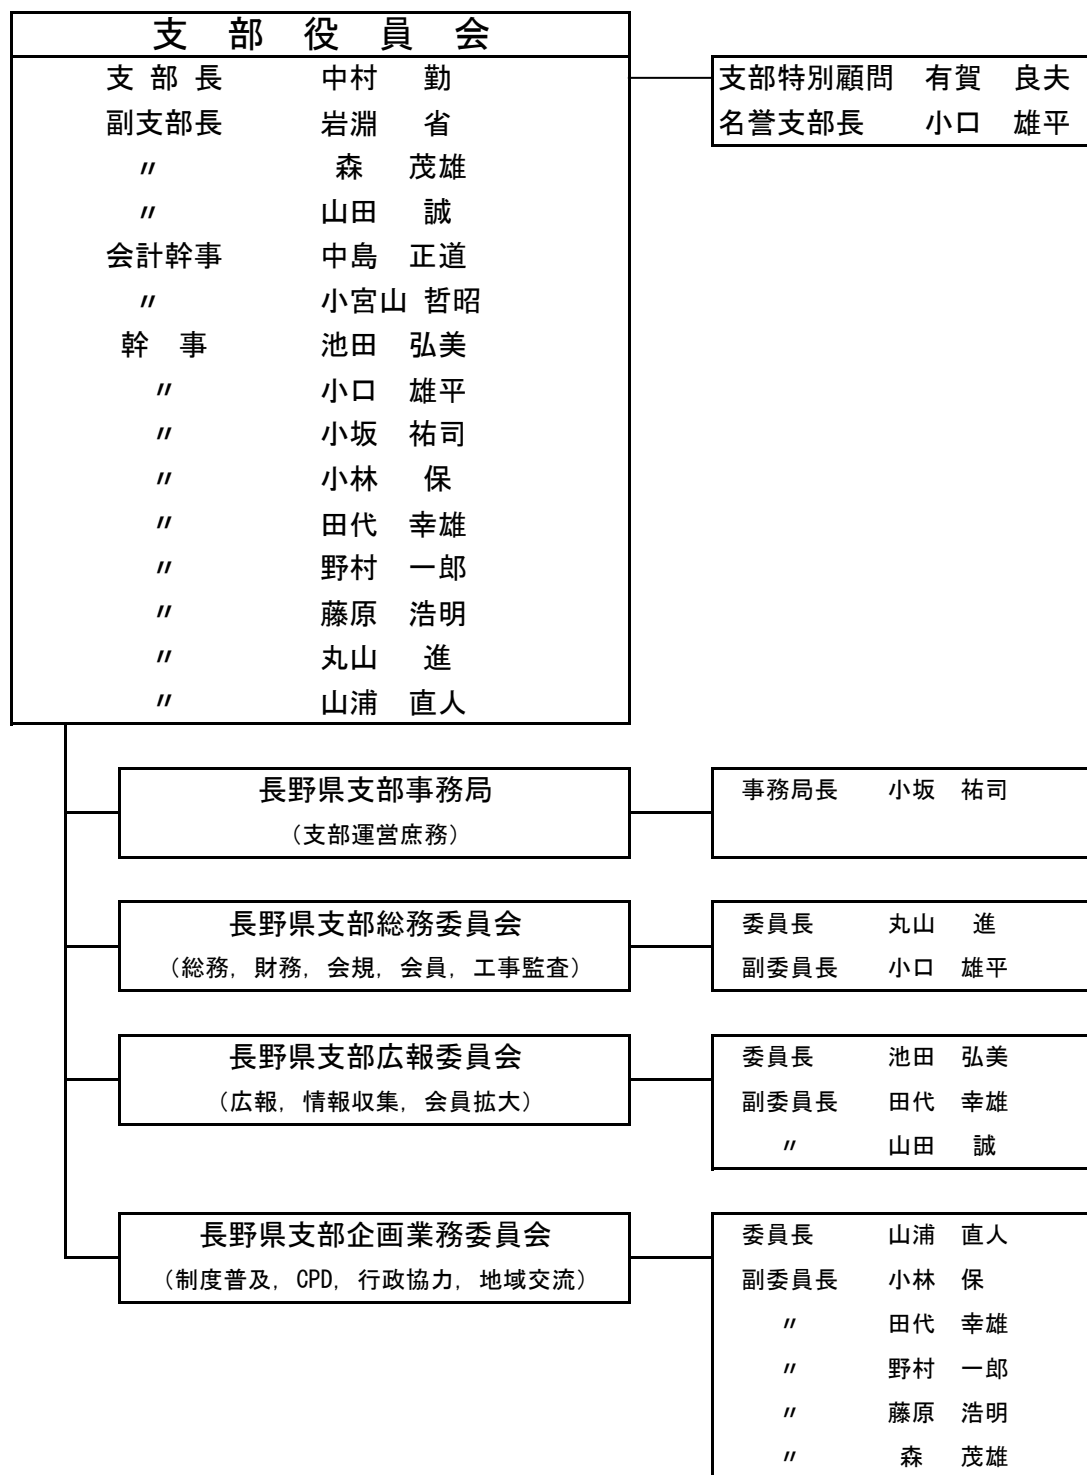 支 部 役 員 会
支 部 長 中村 勤
副支部長 岩淵 省
〃 森 茂雄
〃 山田 誠
会計幹事 中島 正道
〃 小宮山 哲昭
幹 事 池田 弘美
〃 小口 雄平
〃 小坂 祐司
〃 小林 保
〃 田代 幸雄
〃 野村 一郎
〃 藤原 浩明
〃 丸山 進
〃 山浦 直人
支部特別顧問 有賀 良夫
名誉支部長 小口 雄平
長野県支部事務局
（支部運営庶務）
事務局長 小坂 祐司
長野県支部総務委員会
（総務, 財務, 会規, 会員, 工事監査）
委員長 丸山 進
副委員長 小口 雄平
長野県支部広報委員会
（広報, 情報収集, 会員拡大）
委員長 池田 弘美
副委員長 田代 幸雄
〃 山田 誠
長野県支部企画業務委員会
（制度普及, CPD, 行政協力, 地域交流）
委員長 山浦 直人
副委員長 小林 保
〃 田代 幸雄
〃 野村 一郎
〃 藤原 浩明
〃 森 茂雄